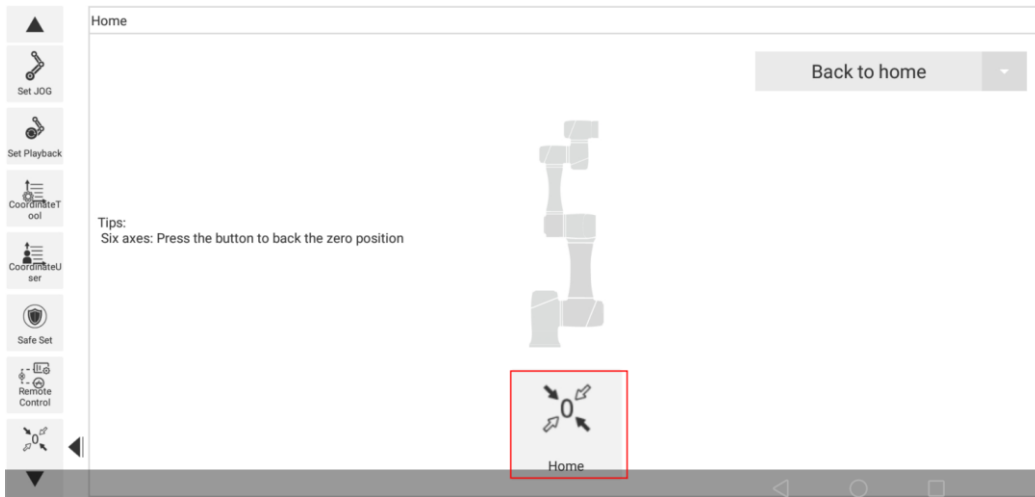 Home
Set JOG
Set Playback
CoordinateT
ool
CoordinateU
ser
Safe Set
Remote
Control
0
Back to home
Tips:
Six axes: Press the button to back the zero position
0
Home